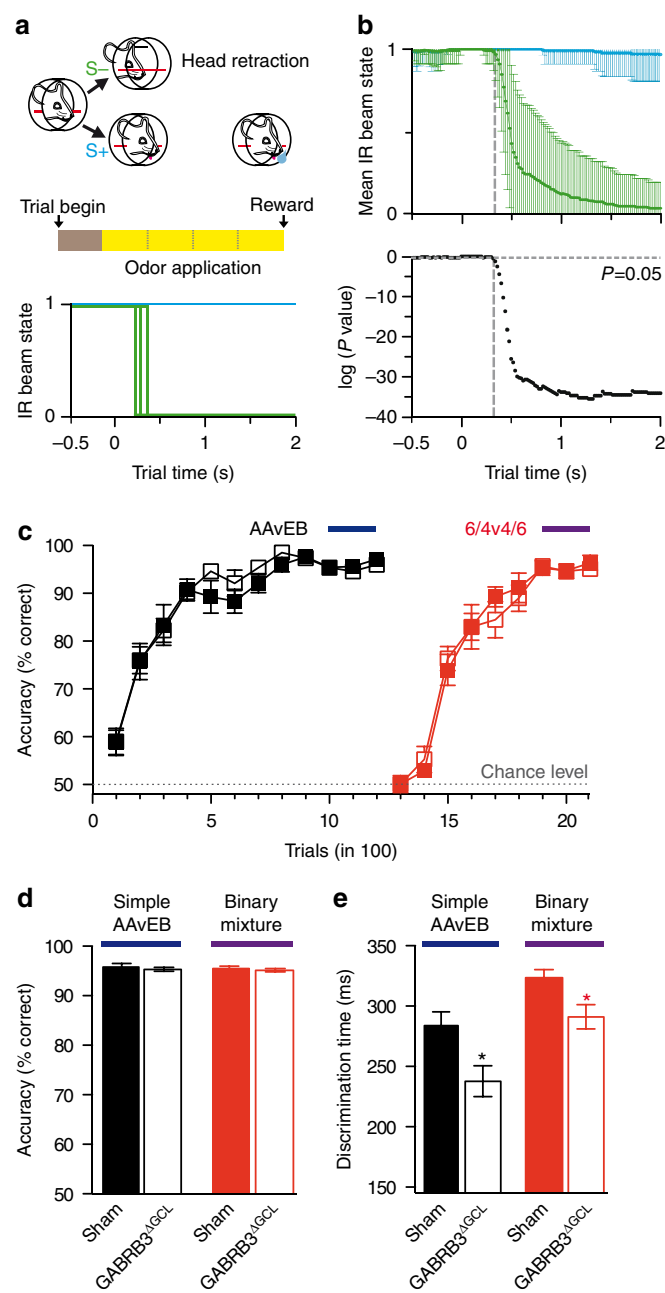 a
Head retraction
S−
S+
Trial begin
Reward
Odor application
IR beam state
1
0
−0.5
0
1
2
Trial time (s)
b
Mean IR beam state
1
0
log (P value)
0
−10
−20
−30
−40
P=0.05
−0.5
0
1
2
Trial time (s)
c
AAvEB
6/4v4/6
Accuracy (% correct)
100
90
80
70
60
50
Chance level
0
5
10
15
20
Trials (in 100)
d
Simple
AAvEB
Binary
mixture
Accuracy (% correct)
100
90
80
70
60
50
Sham
GABRB3ΔGCL
Sham
GABRB3ΔGCL
e
Simple
AAvEB
Binary
mixture
Discrimination time (ms)
350
300
250
200
150
*
*
Sham
GABRB3ΔGCL
Sham
GABRB3ΔGCL